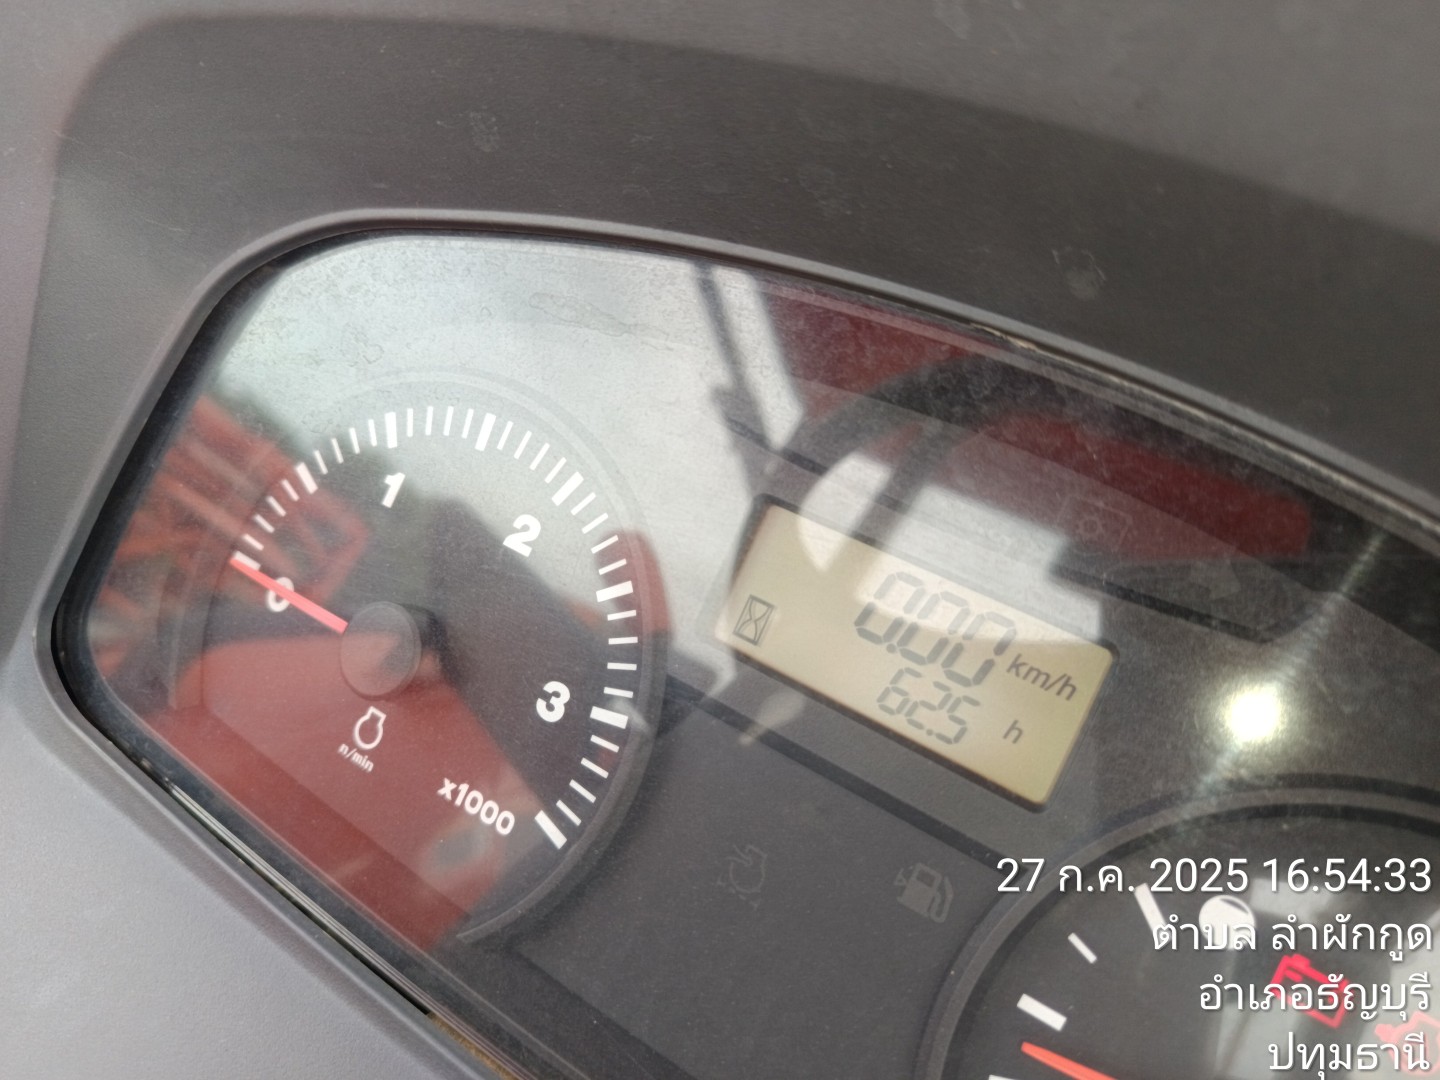 0
1
2
3
n/min
x1000
0.00 km/h
62.5 h
27 ก.ค. 2025 16:54:33
ตำบล ลำผักกูด
อำเภอธัญบุรี
ปทุมธานี